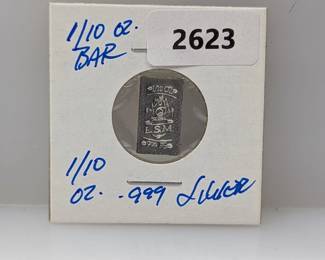 1/10 oz.
BAR
2623
E.S.M.
1/10
oz. .999 SILVER